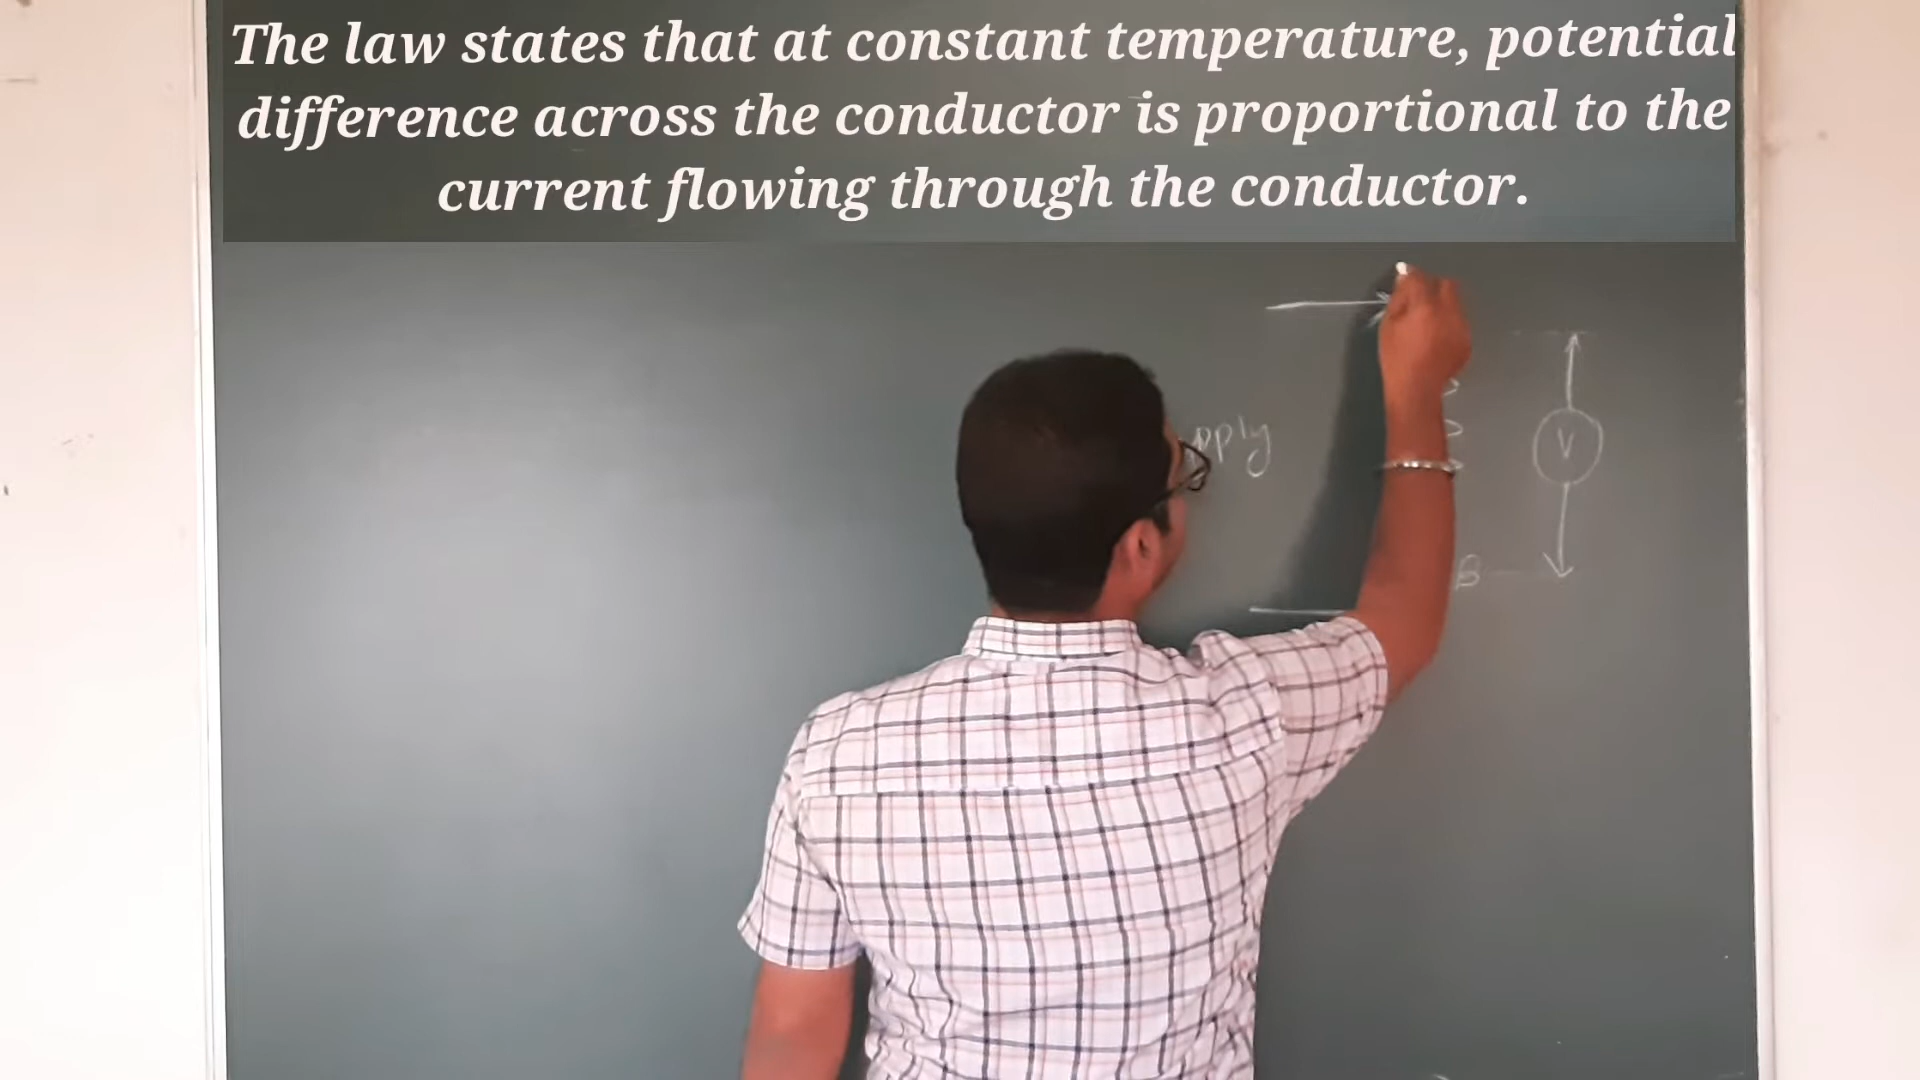 The law states that at constant temperature, potential
difference across the conductor is proportional to the
current flowing through the conductor.
V
B